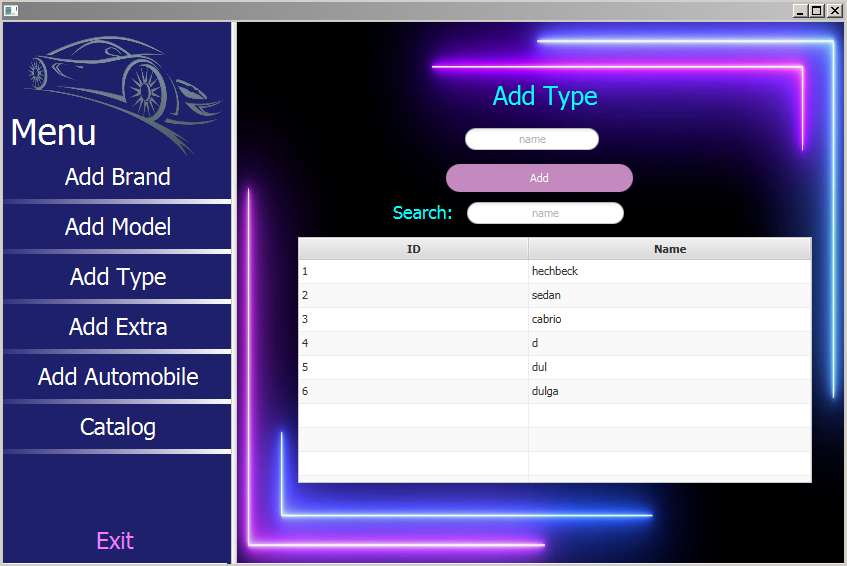 Menu
Add Brand
Add Model
Add Type
Add Extra
Add Automobile
Catalog
Exit
Add Type
name
Add
Search: name
ID Name
1 hechbeck
2 sedan
3 cabrio
4 d
5 dul
6 dulga